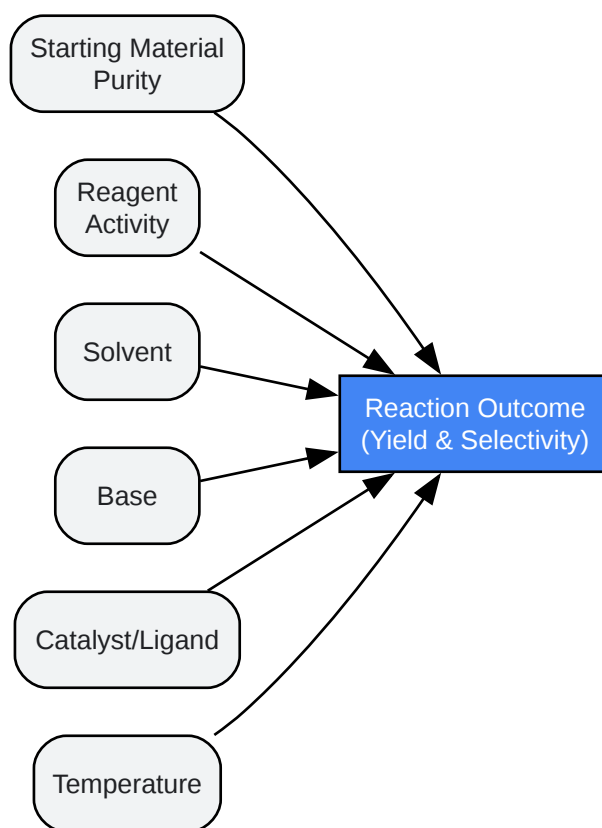 Starting Material
Purity
Reagent
Activity
Solvent
Reaction Outcome
(Yield & Selectivity)
Base
Catalyst/Ligand
Temperature